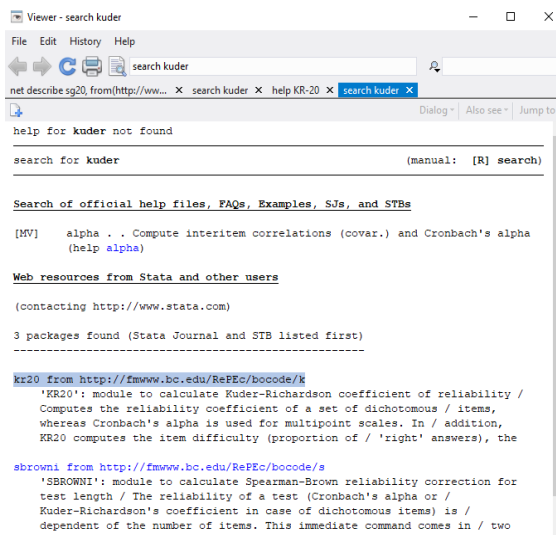 Viewer - search kuder
File Edit History Help
search kuder
net describe sg20, from(http://ww... × search kuder × help KR-20 × search kuder ×
Dialog Also see Jump to
help for kuder not found
search for kuder (manual: [R] search)
Search of official help files, FAQs, Examples, SJs, and STBs
[MV] alpha . . Compute interitem correlations (covar.) and Cronbach's alpha
(help alpha)
Web resources from Stata and other users
(contacting http://www.stata.com)
3 packages found (Stata Journal and STB listed first)
-----------------------------------------------------
kr20 from http://fmwww.bc.edu/RePEc/bocode/k
'KR20': module to calculate Kuder-Richardson coefficient of reliability /
Computes the reliability coefficient of a set of dichotomous / items,
whereas Cronbach's alpha is used for multipoint scales. In / addition,
KR20 computes the item difficulty (proportion of / 'right' answers), the
sbrowni from http://fmwww.bc.edu/RePEc/bocode/s
'SBROWNI': module to calculate Spearman-Brown reliability correction for
test length / The reliability of a test (Cronbach's alpha or /
Kuder-Richardson's coefficient in case of dichotomous items) is /
dependent of the number of items. This immediate command comes in / two